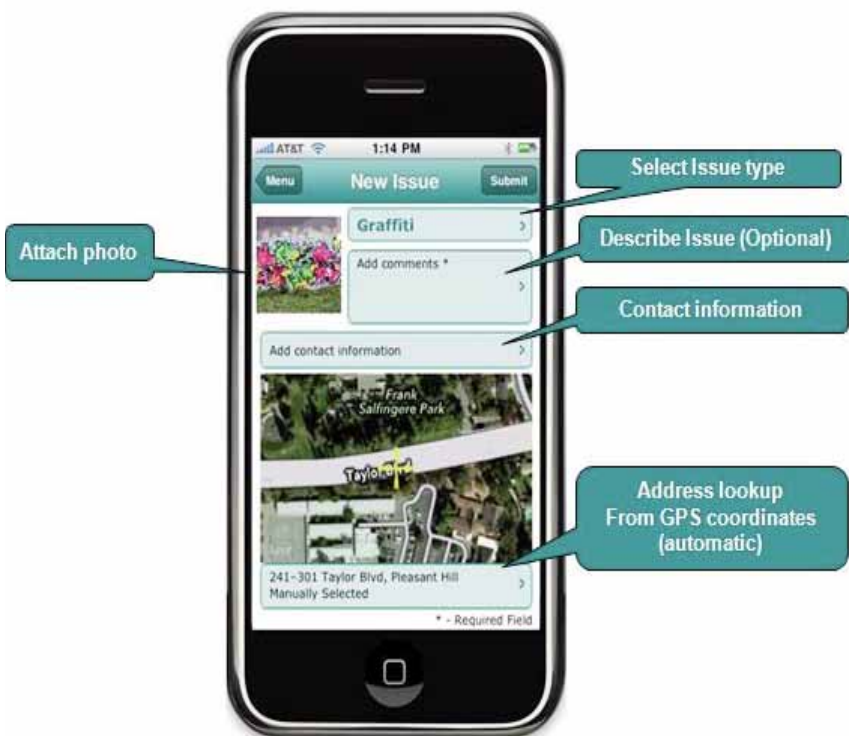 AT&T 1:14 PM
Menu New Issue Submit
Select Issue type
Graffiti
Attach photo
Describe Issue (Optional)
Add comments *
Contact information
Add contact information
Frank
Salfingere Park
Taylor Blvd
Address lookup
From GPS coordinates
(automatic)
241-301 Taylor Blvd, Pleasant Hill
Manually Selected
* - Required Field